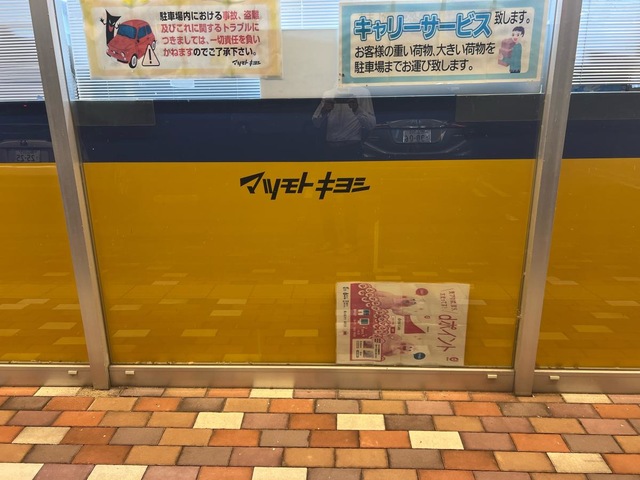 駐車場内における事故、盗難
及びこれに関するトラブルに
つきましては、一切責任を負い
かねますのでご了承下さい。
マツモトキヨシ
キャリーサービス致します。
お客様の重い荷物、大きい荷物を
駐車場までお運び致します。
マツモトキヨシ
dポイント